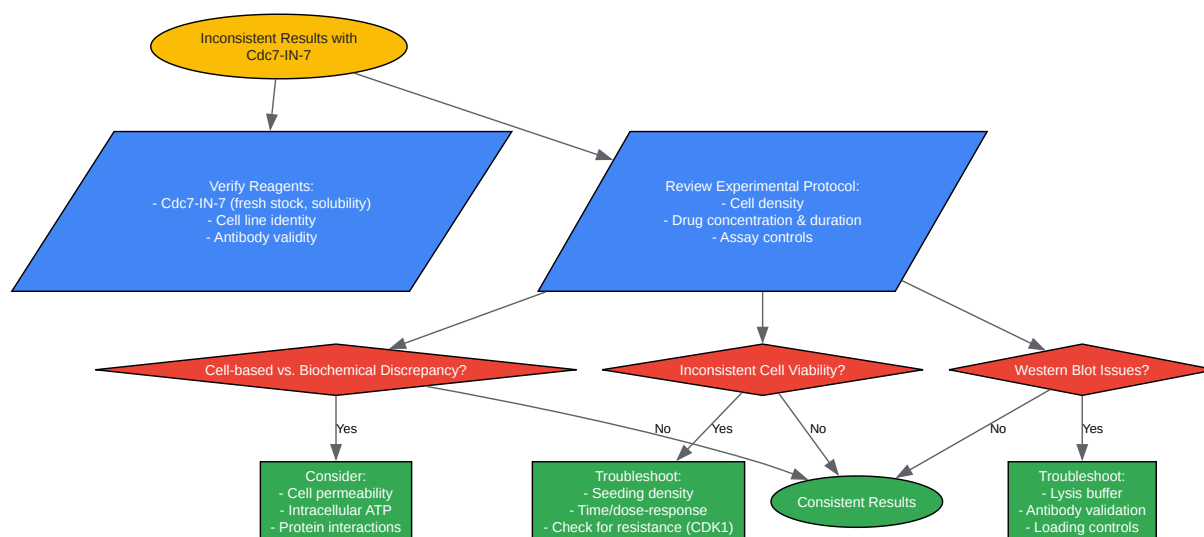 Inconsistent Results with
Cdc7-IN-7
Verify Reagents:
- Cdc7-IN-7 (fresh stock, solubility)
- Cell line identity
- Antibody validity
Review Experimental Protocol:
- Cell density
- Drug concentration & duration
- Assay controls
Cell-based vs. Biochemical Discrepancy?
Inconsistent Cell Viability?
Western Blot Issues?
Yes
No
Yes
No
No
Yes
Consider:
- Cell permeability
- Intracellular ATP
- Protein interactions
Troubleshoot:
- Seeding density
- Time/dose-response
- Check for resistance (CDK1)
Consistent Results
Troubleshoot:
- Lysis buffer
- Antibody validation
- Loading controls